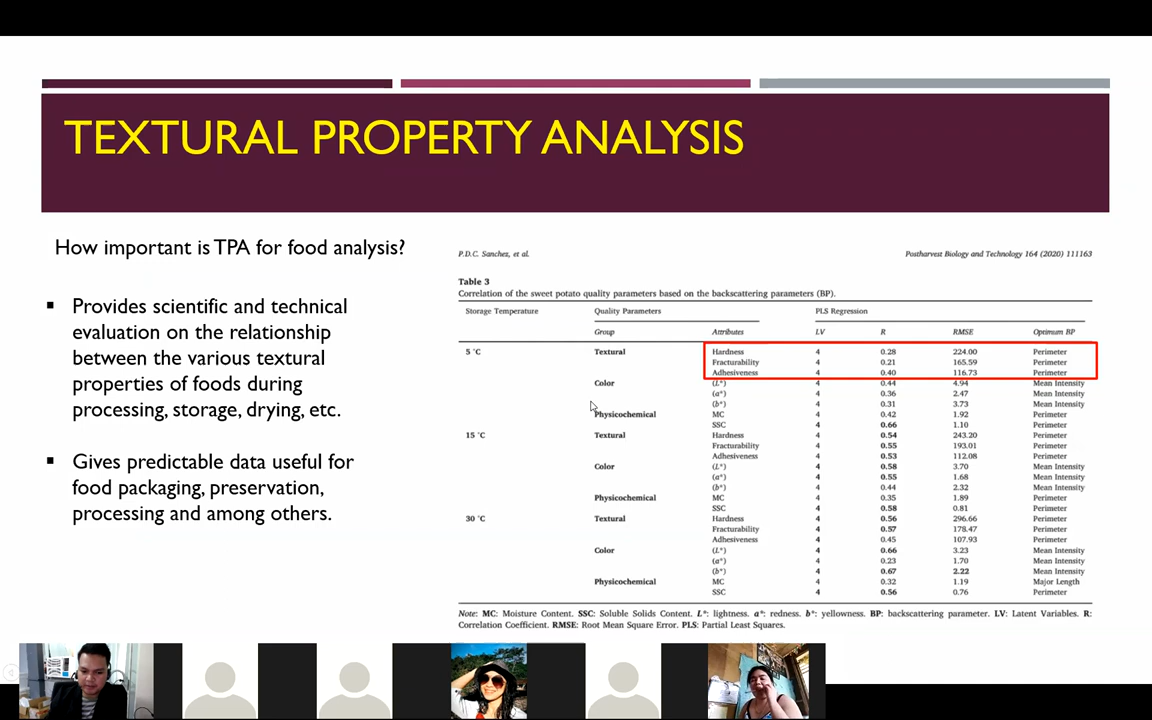 TEXTURAL PROPERTY ANALYSIS
How important is TPA for food analysis?
▪ Provides scientific and technical
evaluation on the relationship
between the various textural
properties of foods during
processing, storage, drying, etc.
▪ Gives predictable data useful for
food packaging, preservation,
processing and among others.
P.D.C. Sanchez, et al. Postharvest Biology and Technology 164 (2020) 111163
Table 3
Correlation of the sweet potato quality parameters based on the backscattering parameters (BP).
Storage Temperature Quality Parameters PLS Regression
Group Attributes LV R RMSE Optimum BP
5 °C Textural Hardness 4 0.28 224.00 Perimeter
Fracturability 4 0.21 165.59 Perimeter
Adhesiveness 4 0.40 116.73 Perimeter
Color (L*) 4 0.44 4.94 Mean Intensity
(a*) 4 0.36 2.47 Mean Intensity
(b*) 4 0.31 3.73 Mean Intensity
Physicochemical MC 4 0.42 1.92 Perimeter
SSC 4 0.66 1.10 Perimeter
15 °C Textural Hardness 4 0.54 243.20 Perimeter
Fracturability 4 0.55 193.01 Perimeter
Adhesiveness 4 0.53 112.08 Perimeter
Color (L*) 4 0.58 3.70 Mean Intensity
(a*) 4 0.55 1.68 Mean Intensity
(b*) 4 0.44 2.32 Mean Intensity
Physicochemical MC 4 0.35 1.89 Perimeter
SSC 4 0.58 0.81 Perimeter
30 °C Textural Hardness 4 0.56 296.66 Perimeter
Fracturability 4 0.57 178.47 Perimeter
Adhesiveness 4 0.45 107.93 Perimeter
Color (L*) 4 0.66 3.23 Mean Intensity
(a*) 4 0.23 1.70 Mean Intensity
(b*) 4 0.67 2.22 Mean Intensity
Physicochemical MC 4 0.32 1.19 Major Length
SSC 4 0.56 0.76 Perimeter
Note: MC: Moisture Content. SSC: Soluble Solids Content. L*: lightness. a*: redness. b*: yellowness. BP: backscattering parameter. LV: Latent Variables. R:
Correlation Coefficient. RMSE: Root Mean Square Error. PLS: Partial Least Squares.